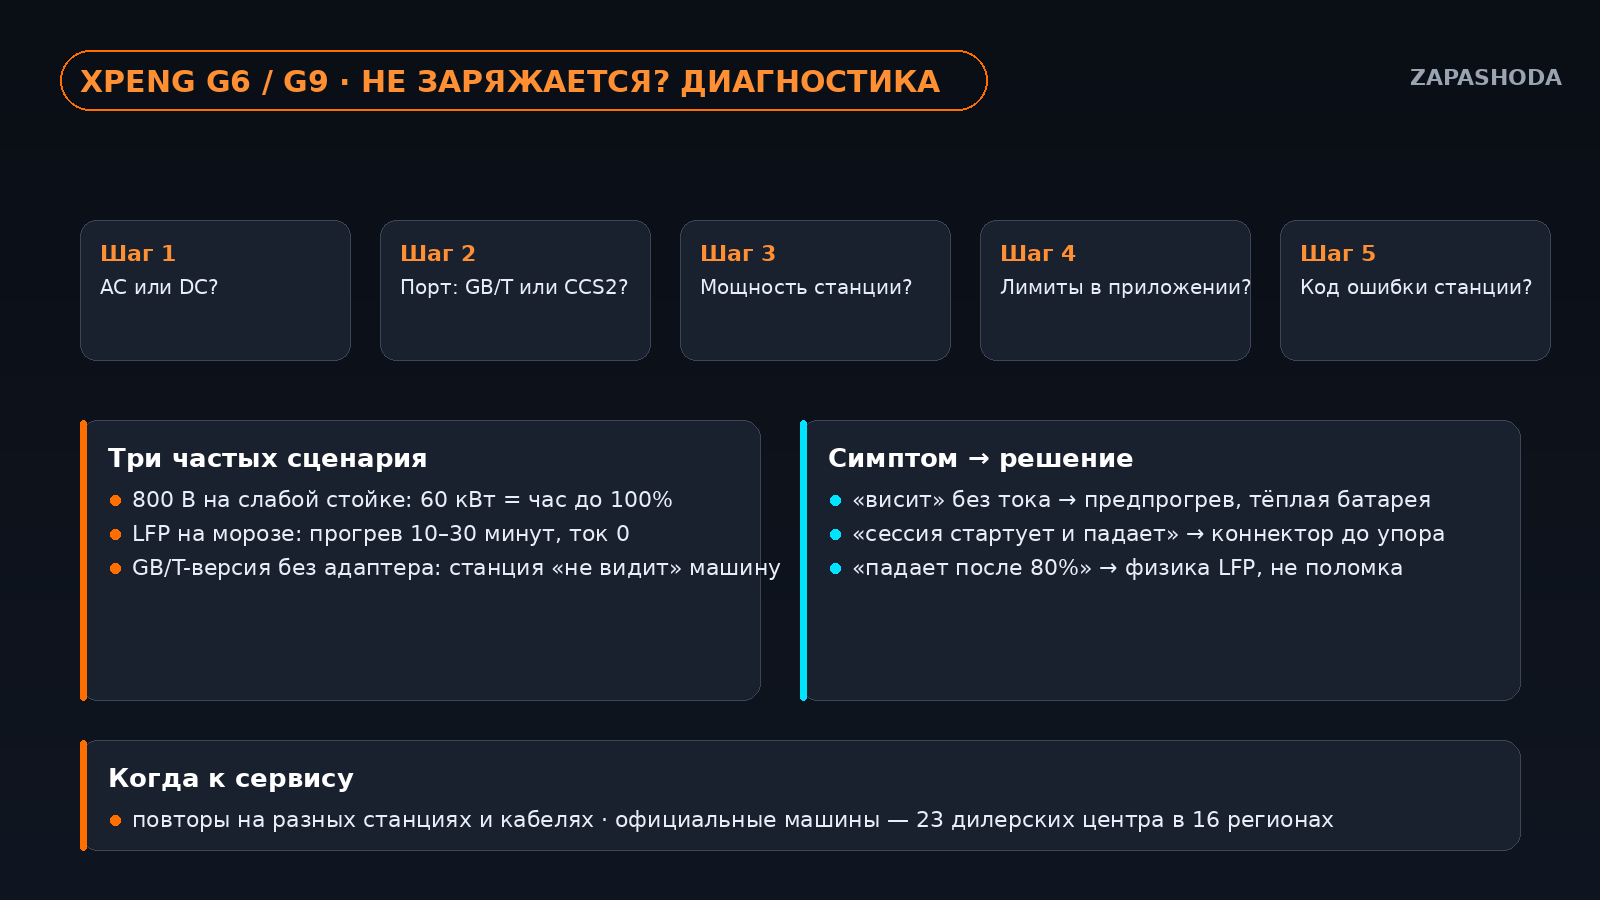 XPENG G6 / G9 · НЕ ЗАРЯЖАЕТСЯ? ДИАГНОСТИКА
ZAPASHODA
Шаг 1
AC или DC?
Шаг 2
Порт: GB/T или CCS2?
Шаг 3
Мощность станции?
Шаг 4
Лимиты в приложении?
Шаг 5
Код ошибки станции?
Три частых сценария
800 В на слабой стойке: 60 кВт = час до 100%
LFP на морозе: прогрев 10–30 минут, ток 0
GB/T-версия без адаптера: станция «не видит» машину
Симптом → решение
«висит» без тока → предпрогрев, тёплая батарея
«сессия стартует и падает» → коннектор до упора
«падает после 80%» → физика LFP, не поломка
Когда к сервису
повторы на разных станциях и кабелях · официальные машины — 23 дилерских центра в 16 регионах